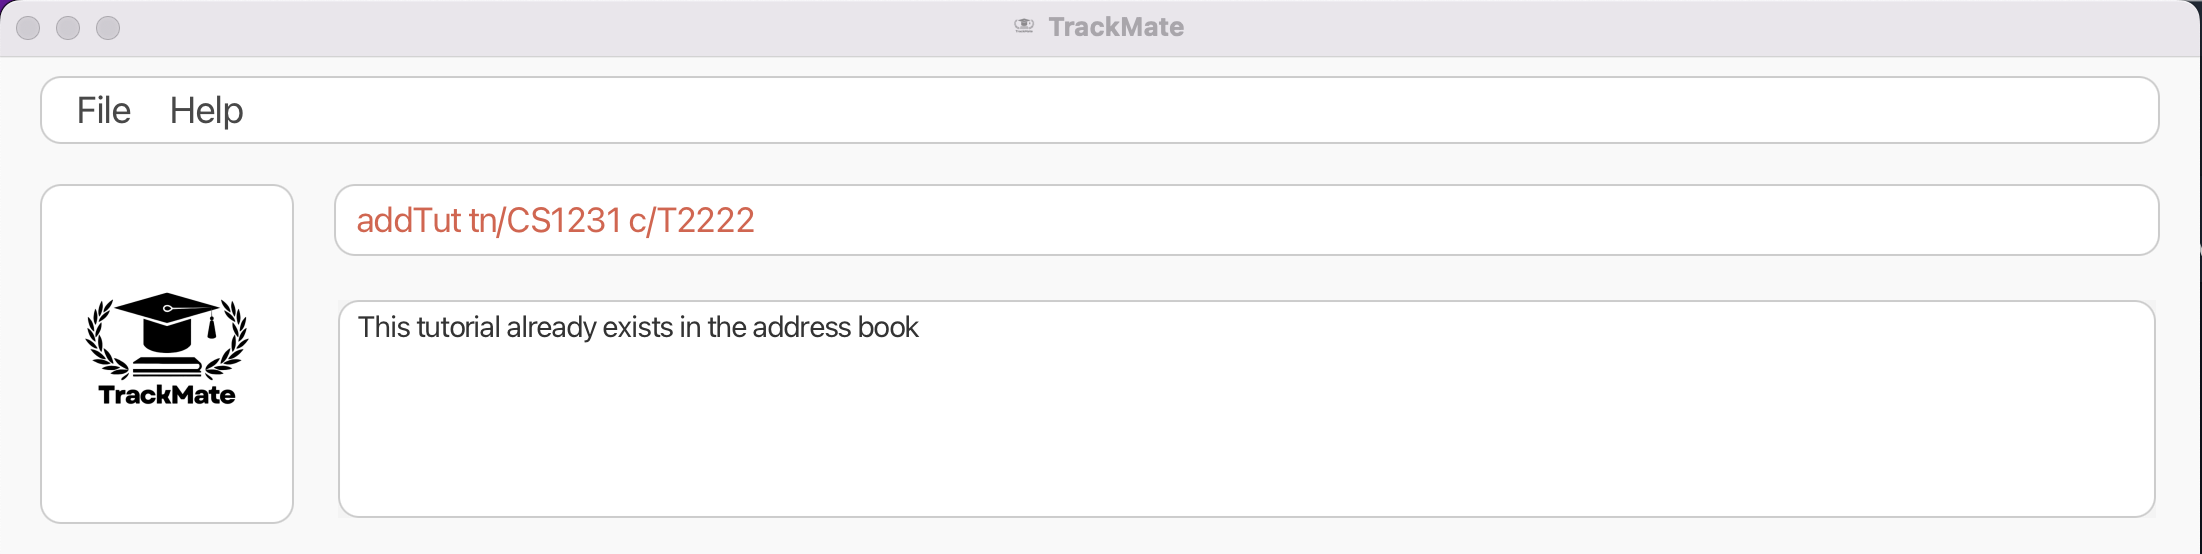 TrackMate
File Help
addTut tn/CS1231 c/T2222
This tutorial already exists in the address book
TrackMate